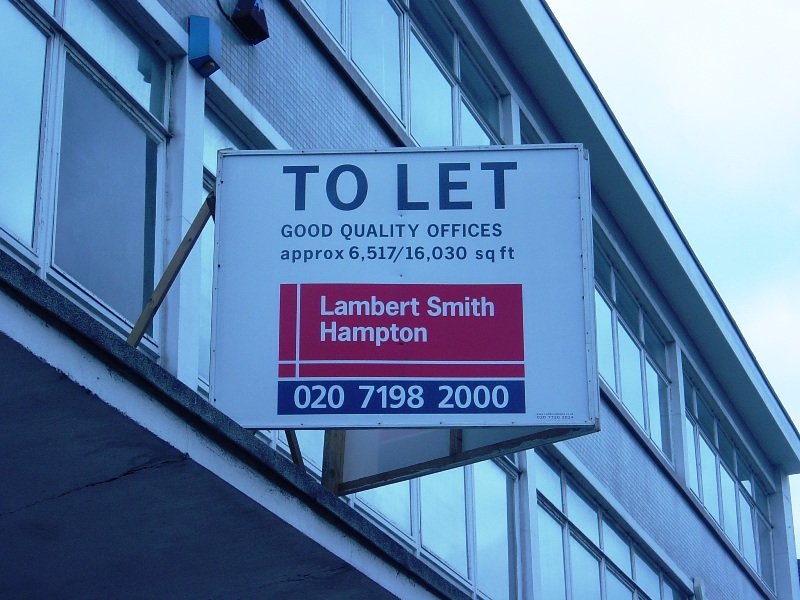 TO LET
GOOD QUALITY OFFICES
approx 6,517/16,030 sq ft
Lambert Smith
Hampton
020 7198 2000